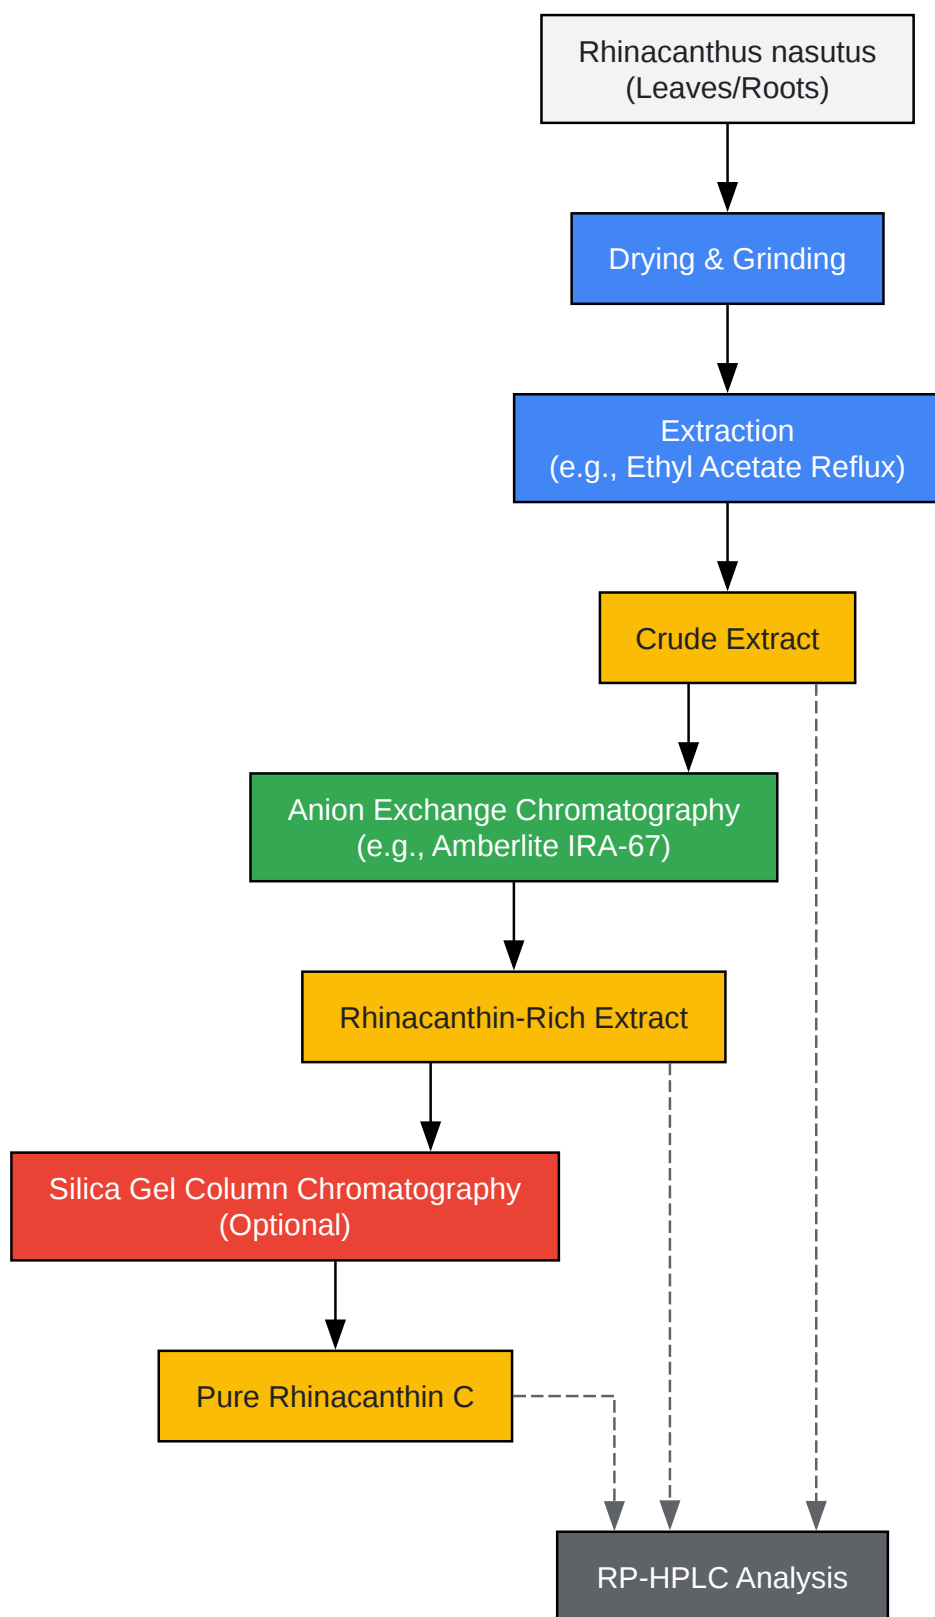 Rhinacanthus nasutus
(Leaves/Roots)
Drying & Grinding
Extraction
(e.g., Ethyl Acetate Reflux)
Crude Extract
Anion Exchange Chromatography
(e.g., Amberlite IRA-67)
Rhinacanthin-Rich Extract
Silica Gel Column Chromatography
(Optional)
Pure Rhinacanthin C
RP-HPLC Analysis